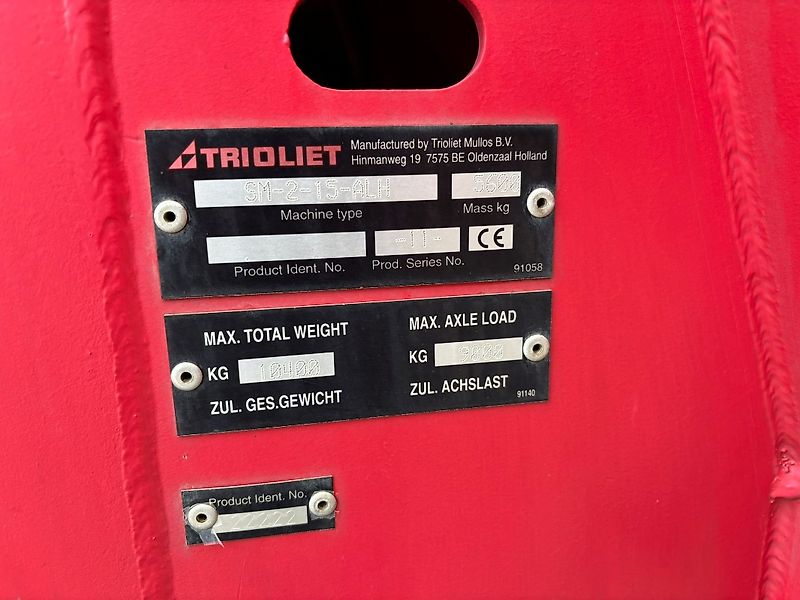 TRIOLIET Manufactured by Trioliet Mullos B.V.
Hinmanweg 19 7575 BE Oldenzaal Holland
SM-2-15-ALH 5600
Machine type Mass kg
-11- CE
Product Ident. No. Prod. Series No. 91058
MAX. TOTAL WEIGHT MAX. AXLE LOAD
KG 10400 KG 9000
ZUL. GES.GEWICHT ZUL. ACHSLAST
91140
Product Ident. No.